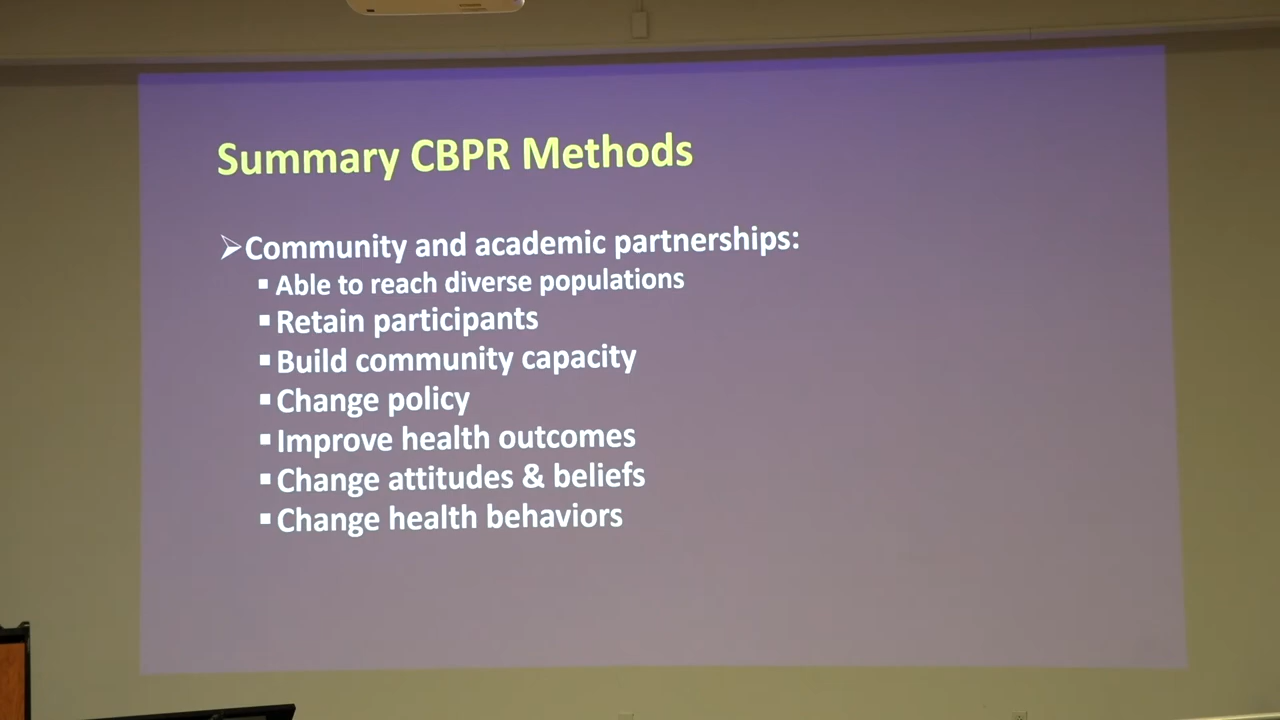 Summary CBPR Methods
➢Community and academic partnerships:
▪Able to reach diverse populations
▪Retain participants
▪Build community capacity
▪Change policy
▪Improve health outcomes
▪Change attitudes & beliefs
▪Change health behaviors